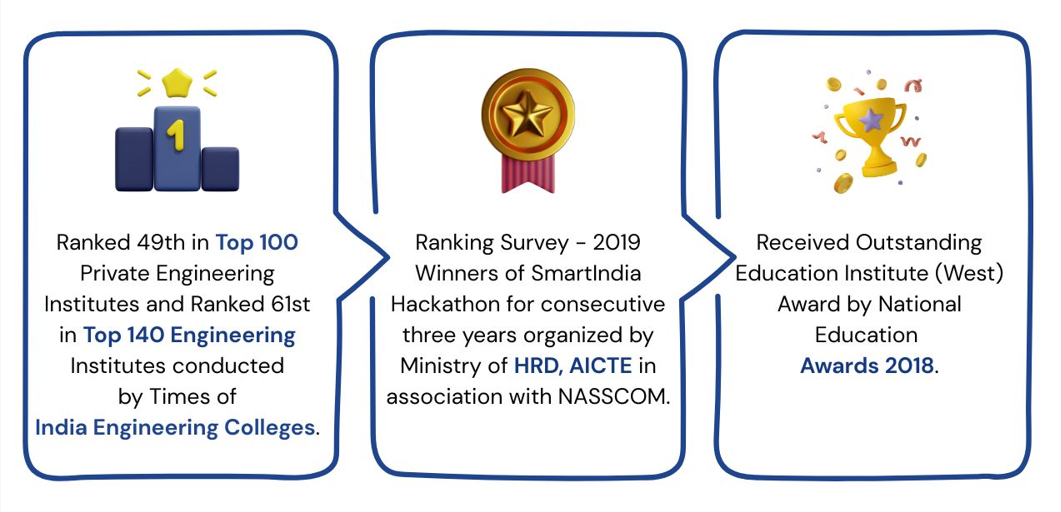 1
Ranked 49th in Top 100
Private Engineering
Institutes and Ranked 61st
in Top 140 Engineering
Institutes conducted
by Times of
India Engineering Colleges.
Ranking Survey - 2019
Winners of SmartIndia
Hackathon for consecutive
three years organized by
Ministry of HRD, AICTE in
association with NASSCOM.
Received Outstanding
Education Institute (West)
Award by National
Education
Awards 2018.